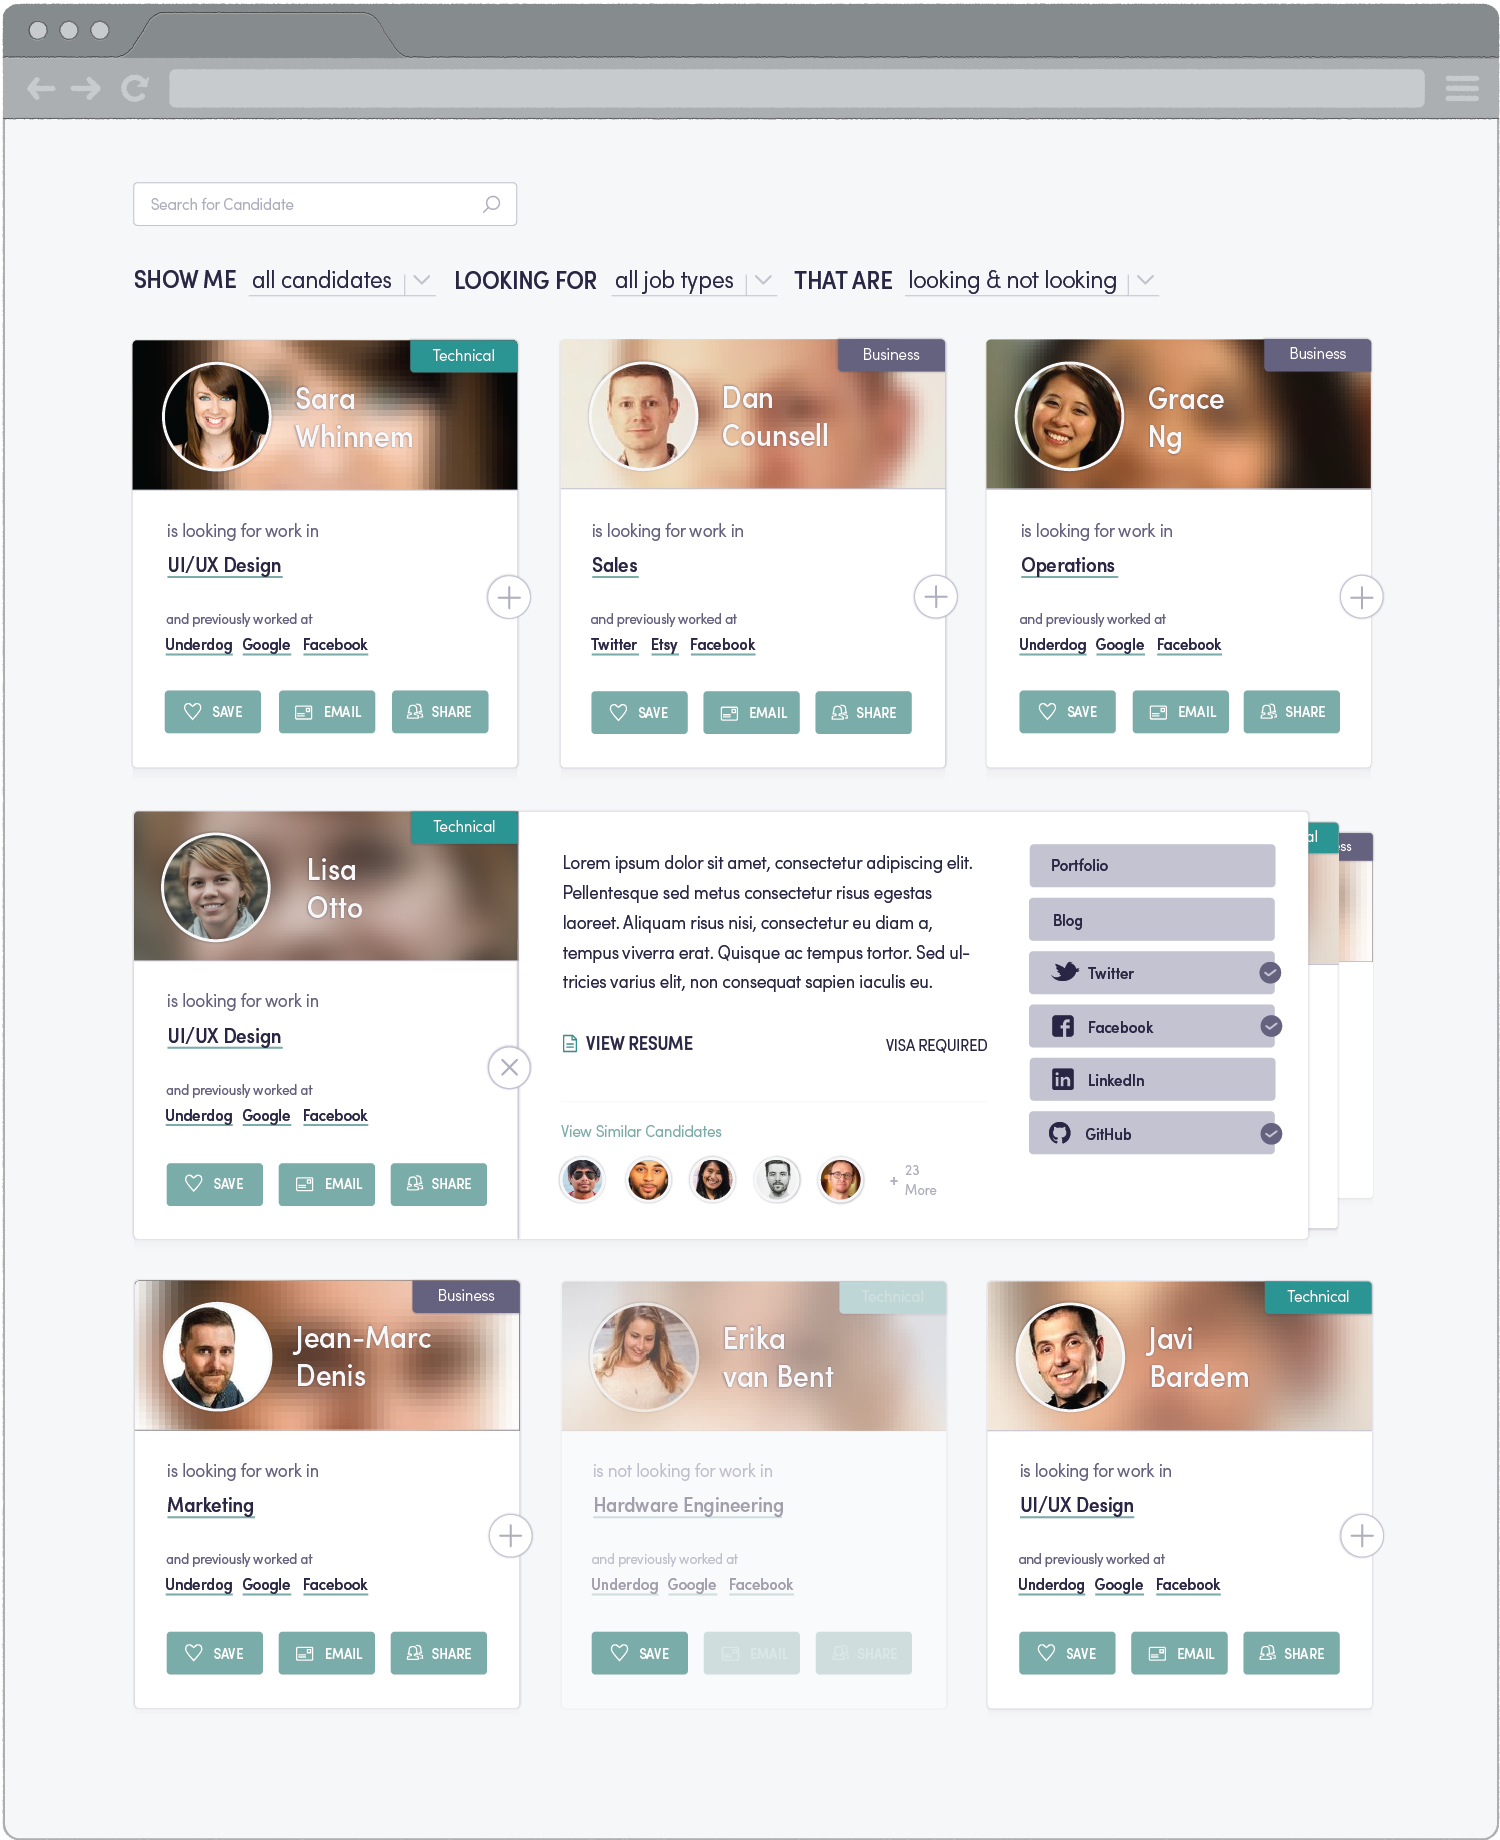 Search for Candidate
SHOW ME all candidates LOOKING FOR all job types THAT ARE looking & not looking
Technical
Sara
Whinnem
is looking for work in
UI/UX Design
and previously worked at
Underdog Google Facebook
SAVE EMAIL SHARE
Business
Dan
Counsell
is looking for work in
Sales
and previously worked at
Twitter Etsy Facebook
SAVE EMAIL SHARE
Business
Grace
Ng
is looking for work in
Operations
and previously worked at
Underdog Google Facebook
SAVE EMAIL SHARE
Technical
Lisa
Otto
is looking for work in
UI/UX Design
and previously worked at
Underdog Google Facebook
SAVE EMAIL SHARE
Lorem ipsum dolor sit amet, consectetur adipiscing elit.
Pellentesque sed metus consectetur risus egestas
laoreet. Aliquam risus nisi, consectetur eu diam a,
tempus viverra erat. Quisque ac tempus tortor. Sed ul-
tricies varius elit, non consequat sapien iaculis eu.
VIEW RESUME
VISA REQUIRED
View Similar Candidates
+ 23
More
Portfolio
Blog
Twitter
Facebook
LinkedIn
GitHub
al
ss
Business
Jean-Marc
Denis
is looking for work in
Marketing
and previously worked at
Underdog Google Facebook
SAVE EMAIL SHARE
Technical
Erika
van Bent
is not looking for work in
Hardware Engineering
and previously worked at
Underdog Google Facebook
SAVE EMAIL SHARE
Technical
Javi
Bardem
is looking for work in
UI/UX Design
and previously worked at
Underdog Google Facebook
SAVE EMAIL SHARE